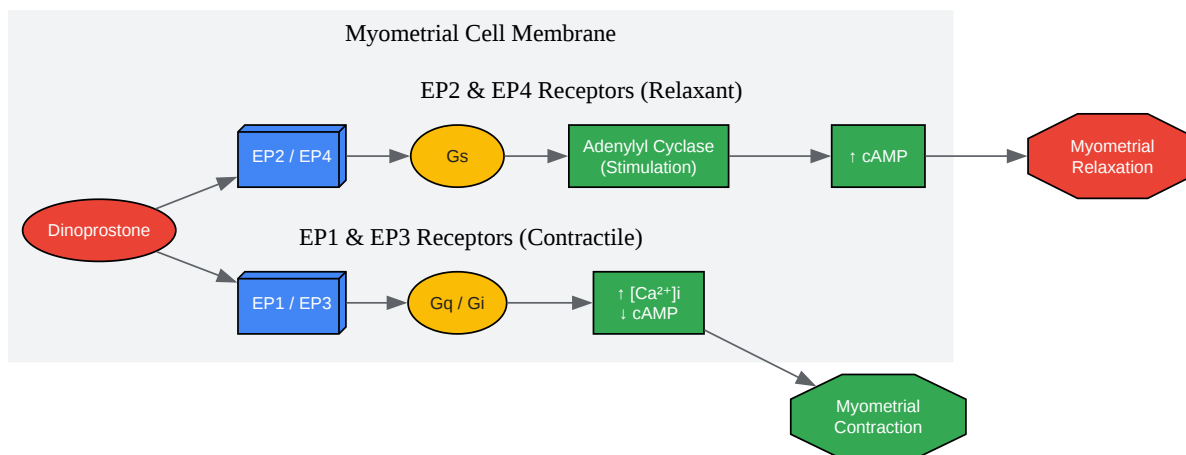 Myometrial Cell Membrane
EP2 & EP4 Receptors (Relaxant)
EP2 / EP4
Gs
Adenylyl Cyclase
(Stimulation)
↑ cAMP
Myometrial
Relaxation
Dinoprostone
EP1 & EP3 Receptors (Contractile)
EP1 / EP3
Gq / Gi
↑ [Ca²⁺]i
↓ cAMP
Myometrial
Contraction